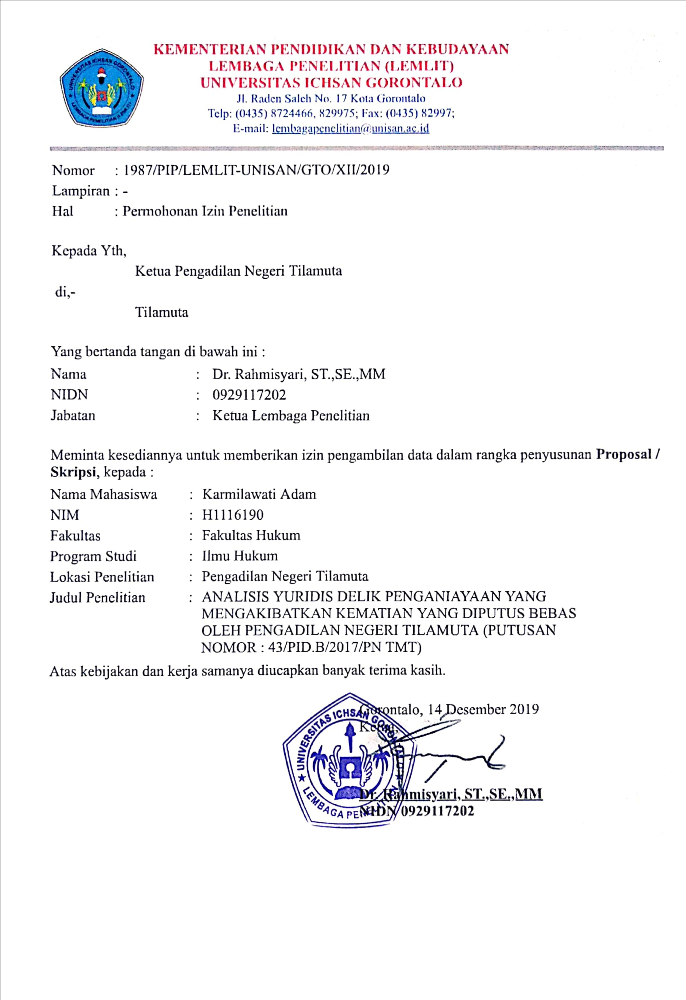 KEMENTERIAN PENDIDIKAN DAN KEBUDAYAAN
LEMBAGA PENELITIAN (LEMLIT)
UNIVERSITAS ICHSAN GORONTALO
Jl. Raden Saleh No. 17 Kota Gorontalo
Telp: (0435) 8724466, 829975; Fax: (0435) 82997;
E-mail: lembagapenelitian@unisan.ac.id
UNIVERSITAS ICHSAN GORONTALO
LEMBAGA PENELITIAN (LEMLIT)
Nomor : 1987/PIP/LEMLIT-UNISAN/GTO/XII/2019
Lampiran : -
Hal : Permohonan Izin Penelitian
Kepada Yth,
Ketua Pengadilan Negeri Tilamuta
di,-
Tilamuta
Yang bertanda tangan di bawah ini :
Nama : Dr. Rahmisyari, ST.,SE.,MM
NIDN : 0929117202
Jabatan : Ketua Lembaga Penelitian
Meminta kesediannya untuk memberikan izin pengambilan data dalam rangka penyusunan Proposal /
Skripsi, kepada :
Nama Mahasiswa : Karmilawati Adam
NIM : H1116190
Fakultas : Fakultas Hukum
Program Studi : Ilmu Hukum
Lokasi Penelitian : Pengadilan Negeri Tilamuta
Judul Penelitian : ANALISIS YURIDIS DELIK PENGANIAYAAN YANG
MENGAKIBATKAN KEMATIAN YANG DIPUTUS BEBAS
OLEH PENGADILAN NEGERI TILAMUTA (PUTUSAN
NOMOR : 43/PID.B/2017/PN TMT)
Atas kebijakan dan kerja samanya diucapkan banyak terima kasih.
Gorontalo, 14 Desember 2019
Ketua,
UNIVERSITAS ICHSAN GORONTALO
LEMBAGA PENELITIAN
Dr. Rahmisyari, ST.,SE.,MM
NIDN 0929117202